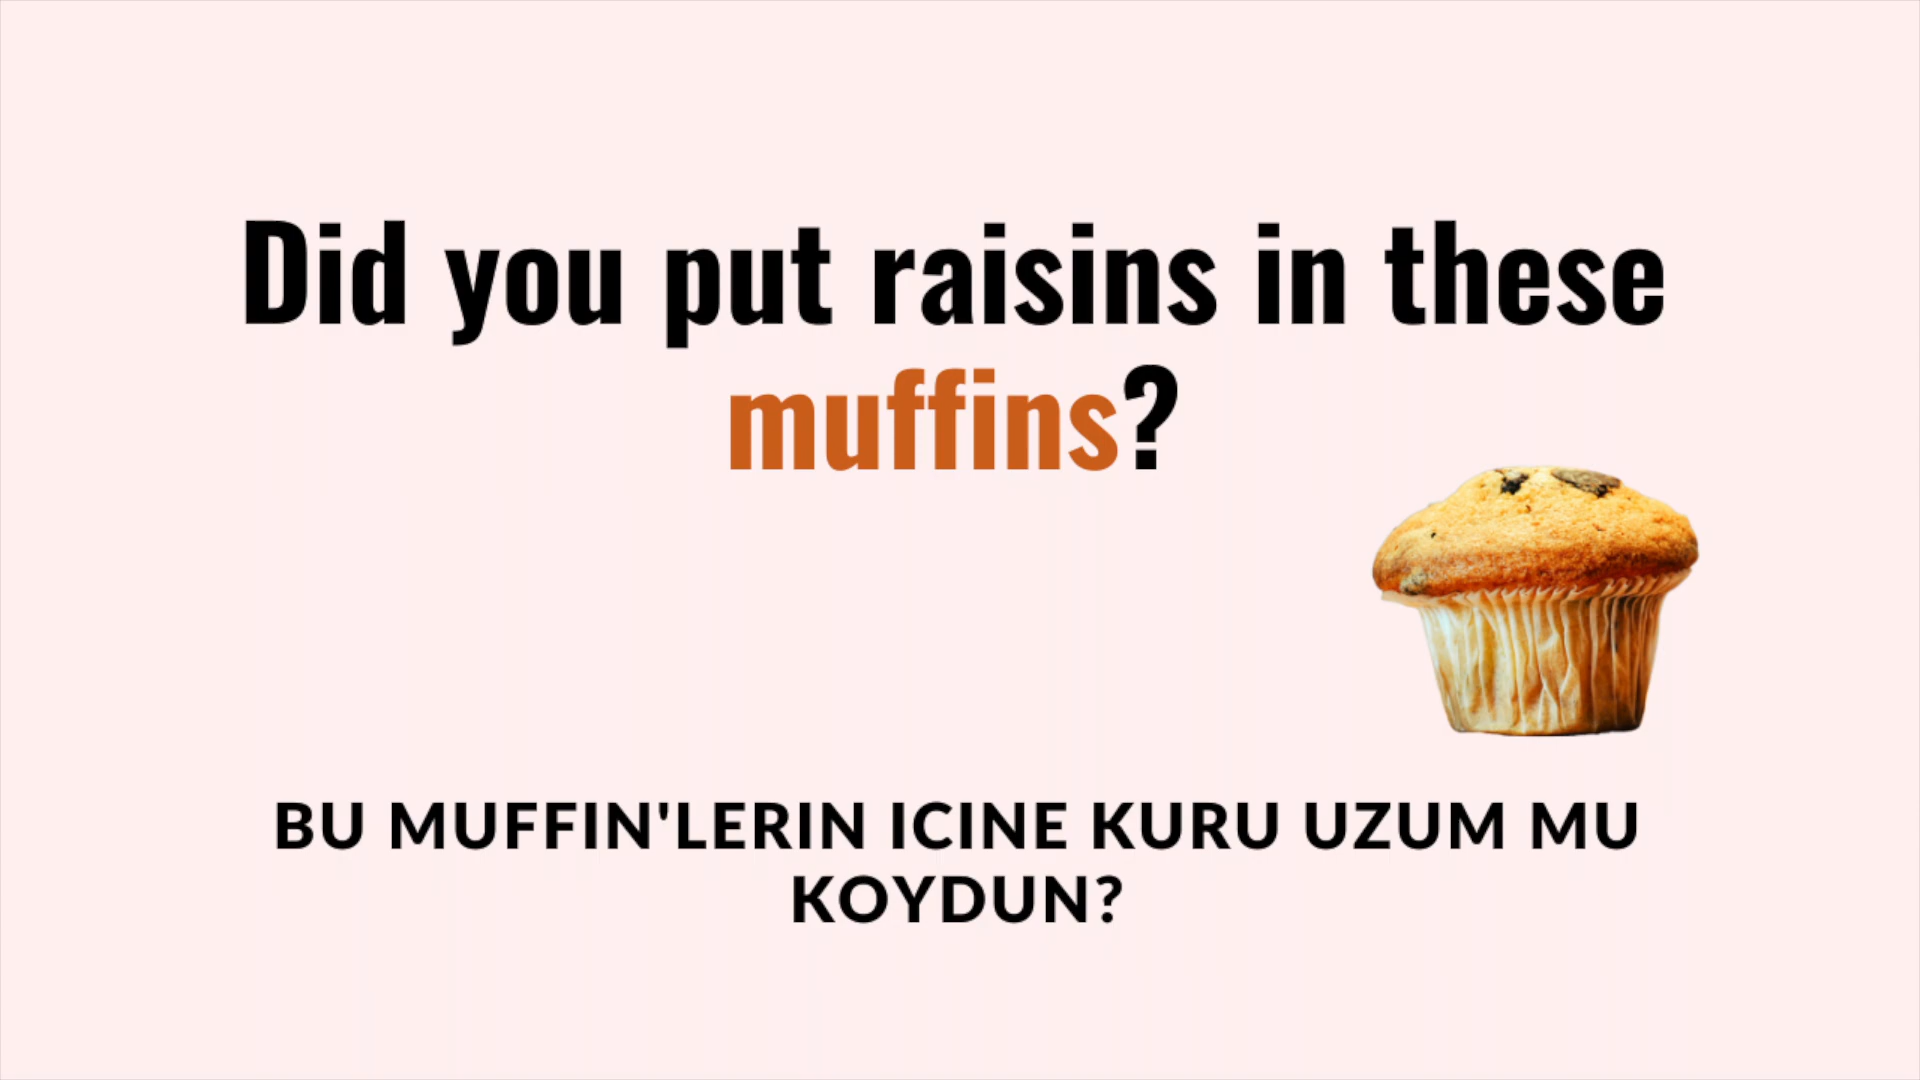 Did you put raisins in these
muffins?
BU MUFFIN'LERIN ICINE KURU UZUM MU
KOYDUN?